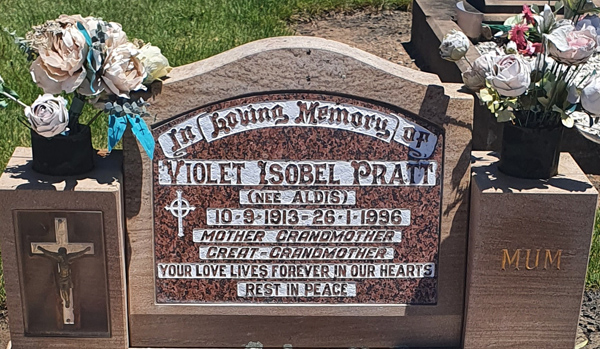 In Loving Memory of
VIOLET ISOBEL PRATT
(NEE ALDIS)
10-9-1913-26-1-1996
MOTHER GRANDMOTHER
GREAT-GRANDMOTHER
YOUR LOVE LIVES FOREVER IN OUR HEARTS
REST IN PEACE
MUM